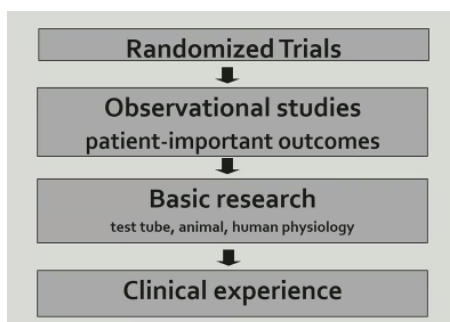 Randomized Trials
Observational studies
patient-important outcomes
Basic research
test tube, animal, human physiology
Clinical experience